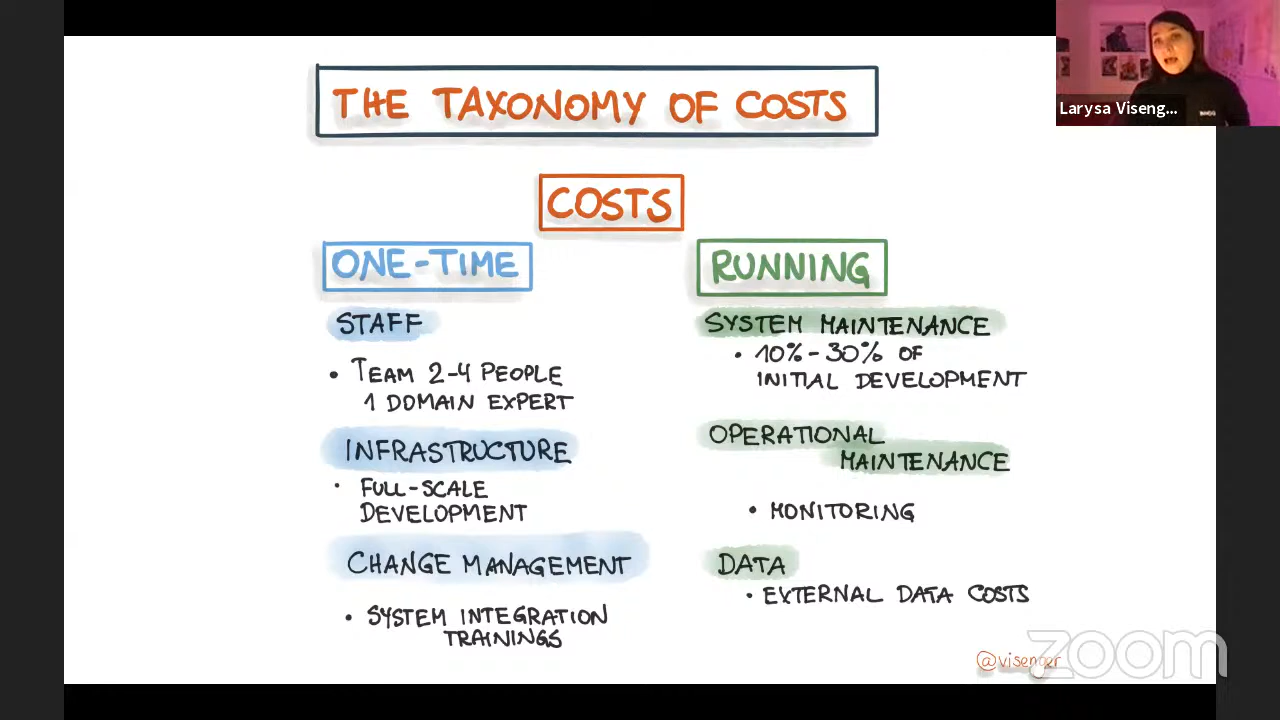 THE TAXONOMY OF COSTS
Larysa Viseng...
COSTS
ONE-TIME
STAFF
• TEAM 2-4 PEOPLE
1 DOMAIN EXPERT
INFRASTRUCTURE
• FULL-SCALE
DEVELOPMENT
CHANGE MANAGEMENT
• SYSTEM INTEGRATION
TRAININGS
RUNNING
SYSTEM MAINTENANCE
• 10%-30% OF
INITIAL DEVELOPMENT
OPERATIONAL
MAINTENANCE
• MONITORING
DATA
• EXTERNAL DATA COSTS
@visenger
zoom